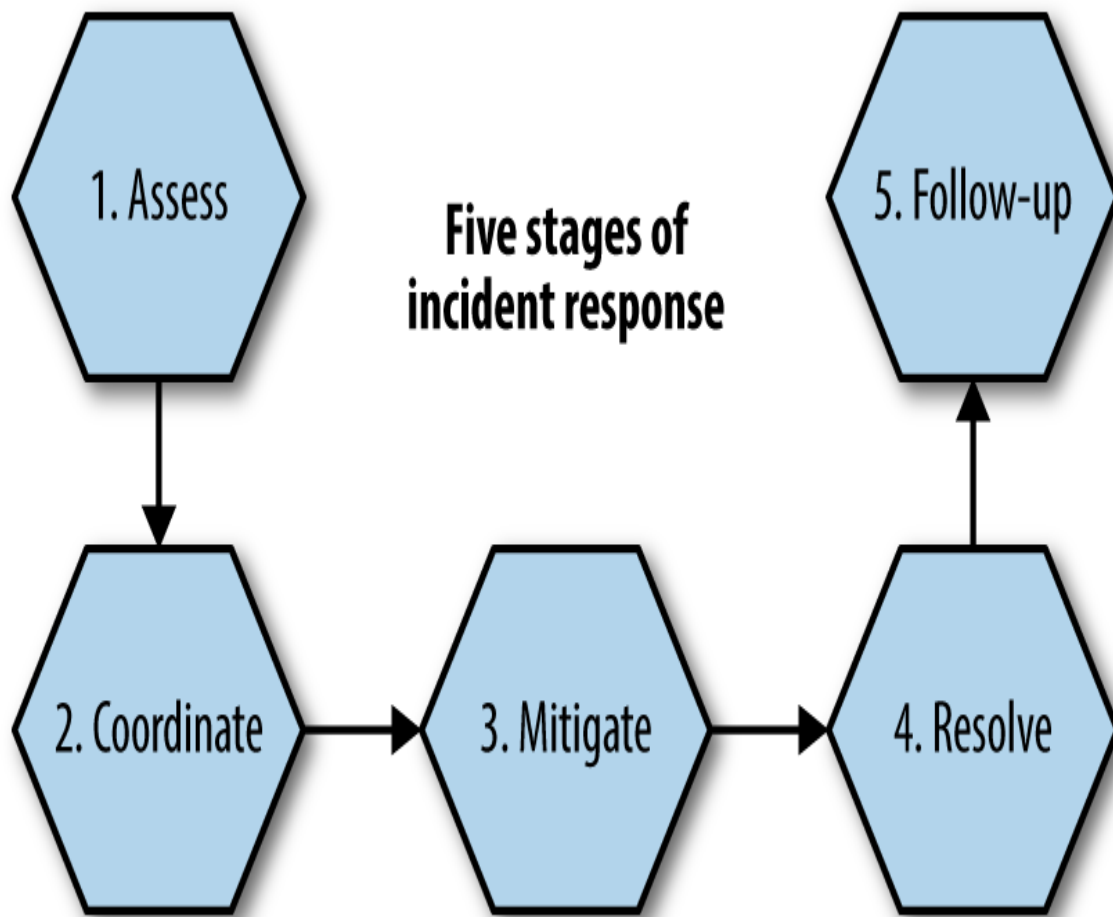 1. Assess
Five stages of
incident response
5. Follow-up
2. Coordinate
3. Mitigate
4. Resolve